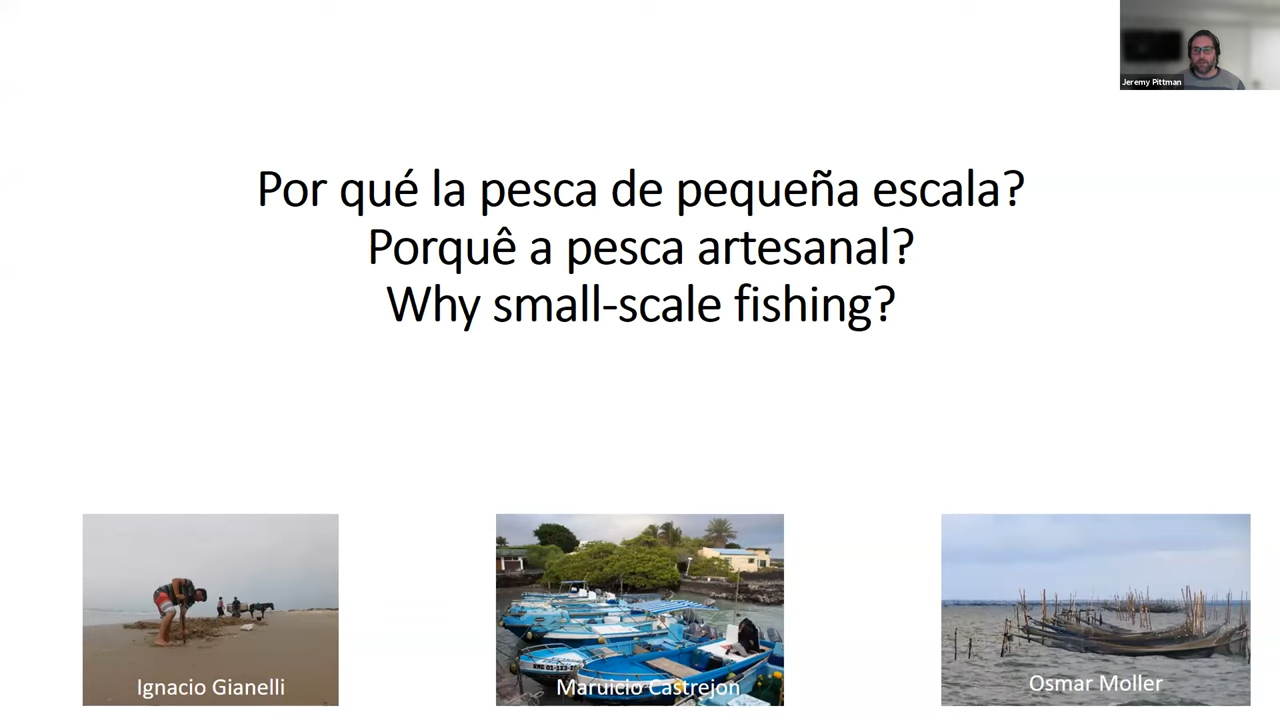 Jeremy Pittman
Por qué la pesca de pequeña escala?
Porquê a pesca artesanal?
Why small-scale fishing?
Ignacio Gianelli
Maruicio Castrejon
Osmar Moller